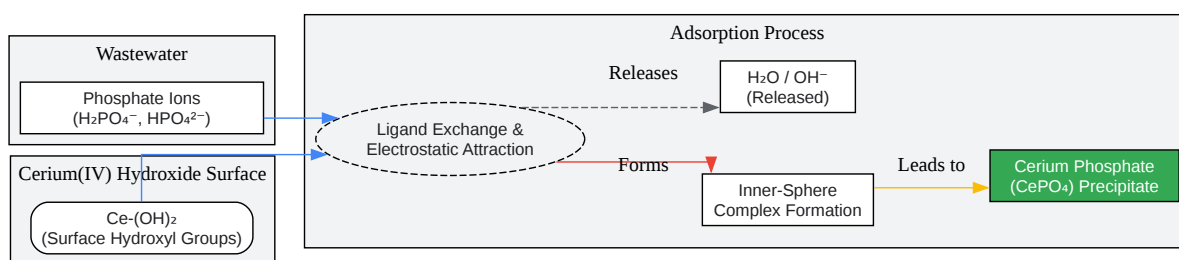 Wastewater
Phosphate Ions
(H₂PO₄⁻, HPO₄²⁻)
Cerium(IV) Hydroxide Surface
Ce-(OH)₂
(Surface Hydroxyl Groups)
Adsorption Process
Ligand Exchange &
Electrostatic Attraction
Releases
H₂O / OH⁻
(Released)
Forms
Inner-Sphere
Complex Formation
Leads to
Cerium Phosphate
(CePO₄) Precipitate